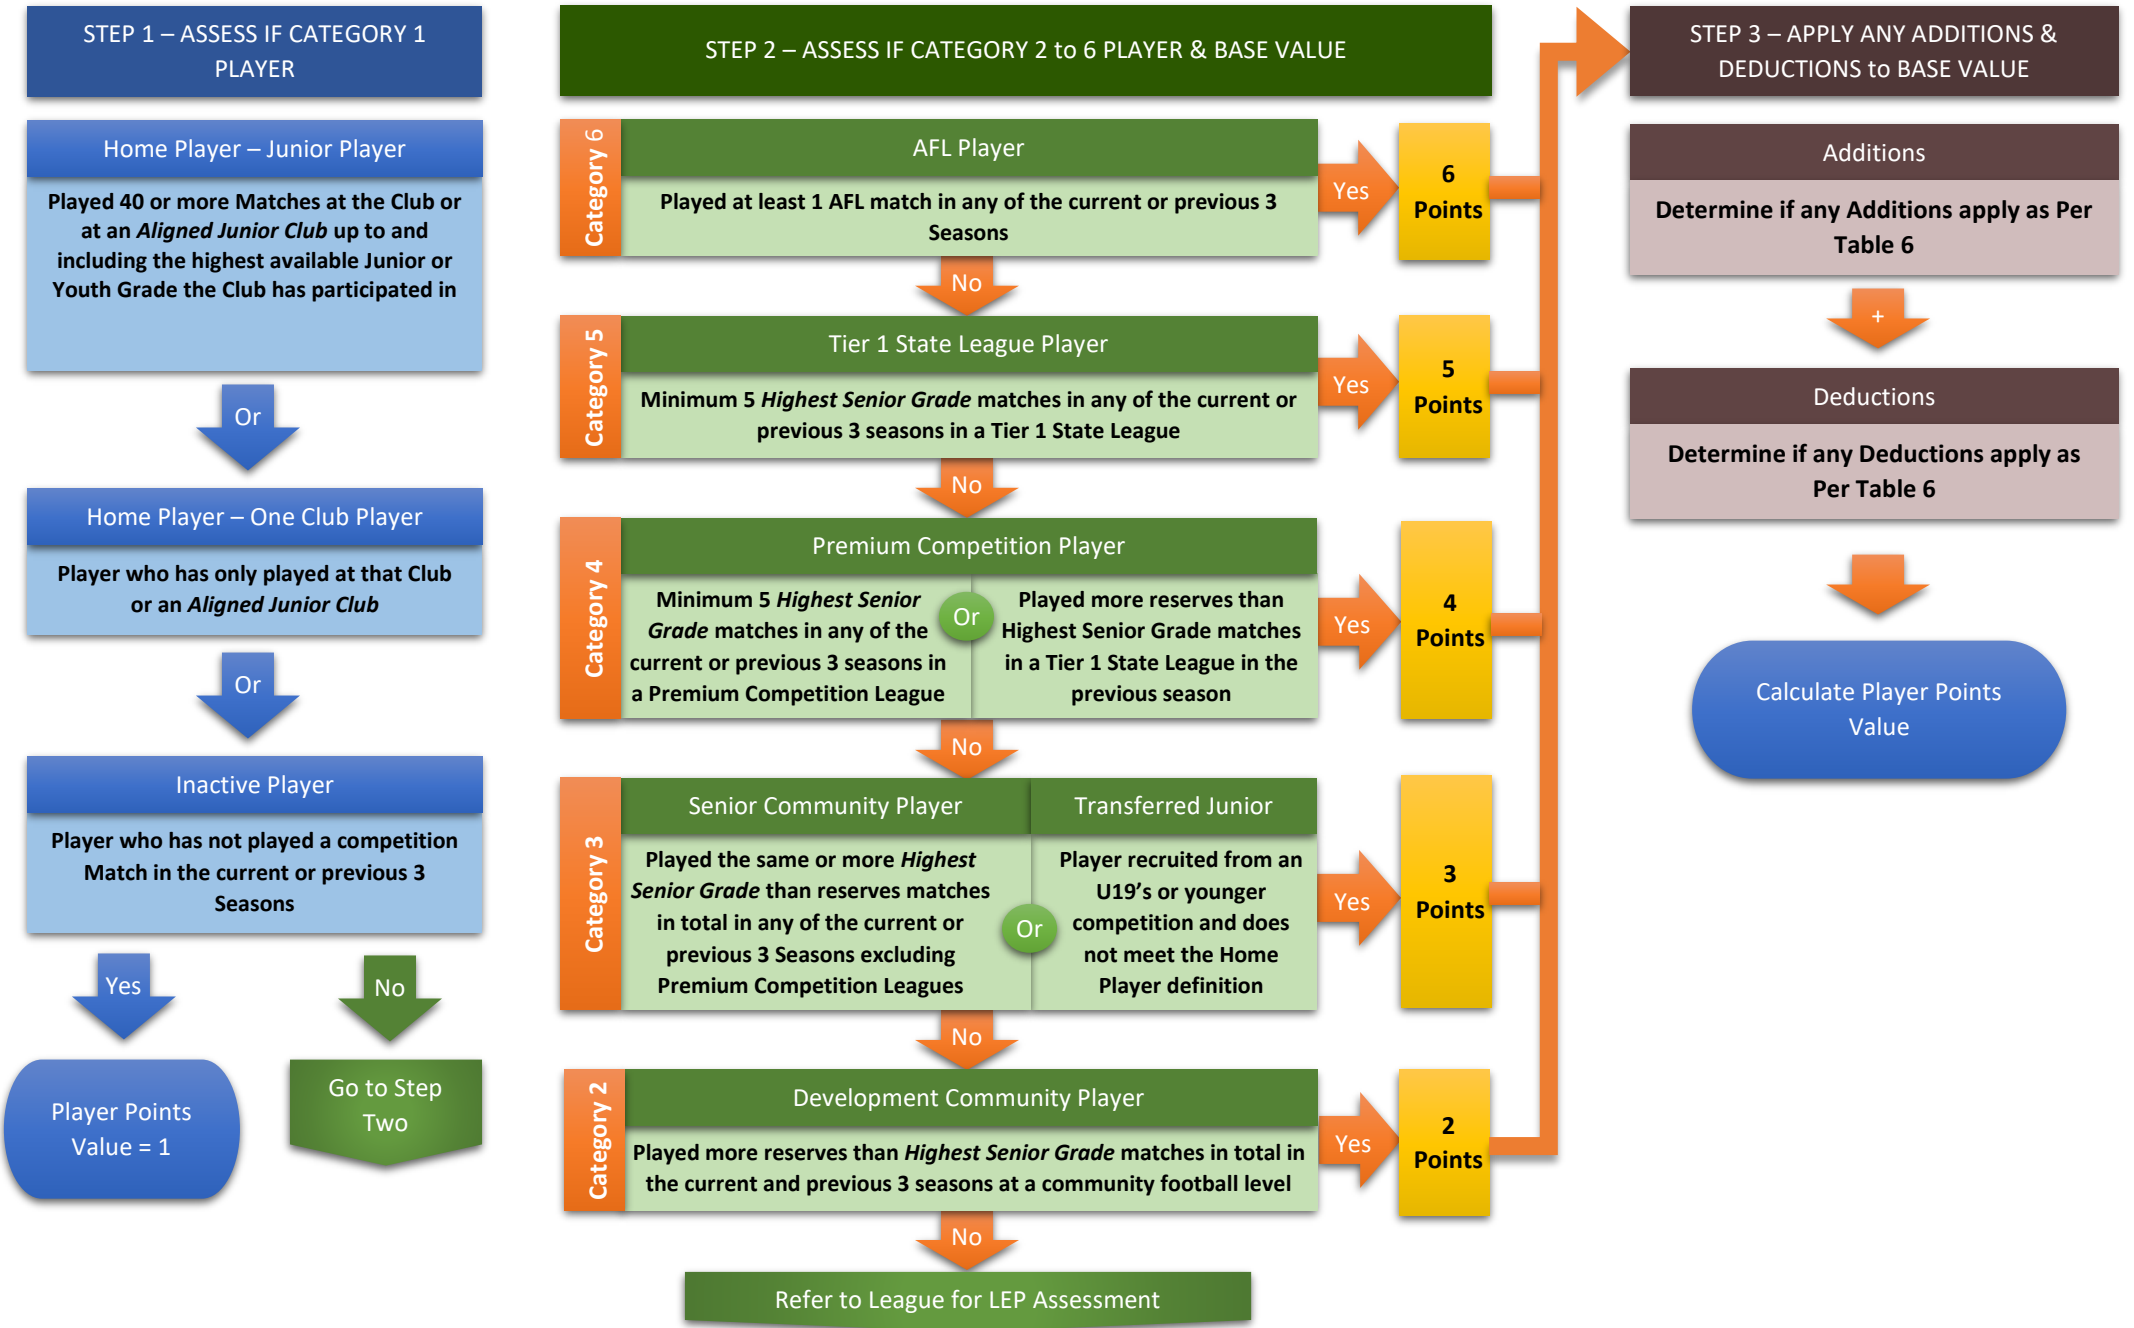 STEP 1 – ASSESS IF CATEGORY 1
PLAYER
Home Player – Junior Player
Played 40 or more Matches at the Club or
at an Aligned Junior Club up to and
including the highest available Junior or
Youth Grade the Club has participated in
Or
Home Player – One Club Player
Player who has only played at that Club
or an Aligned Junior Club
Or
Inactive Player
Player who has not played a competition
Match in the current or previous 3
Seasons
Yes
No
Player Points
Value = 1
Go to Step
Two
STEP 2 – ASSESS IF CATEGORY 2 to 6 PLAYER & BASE VALUE
Category 6
AFL Player
Played at least 1 AFL match in any of the current or previous 3
Seasons
Yes
6
Points
No
Category 5
Tier 1 State League Player
Minimum 5 Highest Senior Grade matches in any of the current or
previous 3 seasons in a Tier 1 State League
Yes
5
Points
No
Category 4
Premium Competition Player
Minimum 5 Highest Senior
Grade matches in any of the
current or previous 3 seasons in
a Premium Competition League
Or
Played more reserves than
Highest Senior Grade matches
in a Tier 1 State League in the
previous season
Yes
4
Points
No
Category 3
Senior Community Player
Played the same or more Highest
Senior Grade than reserves matches
in total in any of the current or
previous 3 Seasons excluding
Premium Competition Leagues
Or
Transferred Junior
Player recruited from an
U19's or younger
competition and does
not meet the Home
Player definition
Yes
3
Points
No
Category 2
Development Community Player
Played more reserves than Highest Senior Grade matches in total in
the current and previous 3 seasons at a community football level
Yes
2
Points
No
Refer to League for LEP Assessment
STEP 3 – APPLY ANY ADDITIONS &
DEDUCTIONS to BASE VALUE
Additions
Determine if any Additions apply as Per
Table 6
+
Deductions
Determine if any Deductions apply as
Per Table 6
Calculate Player Points
Value